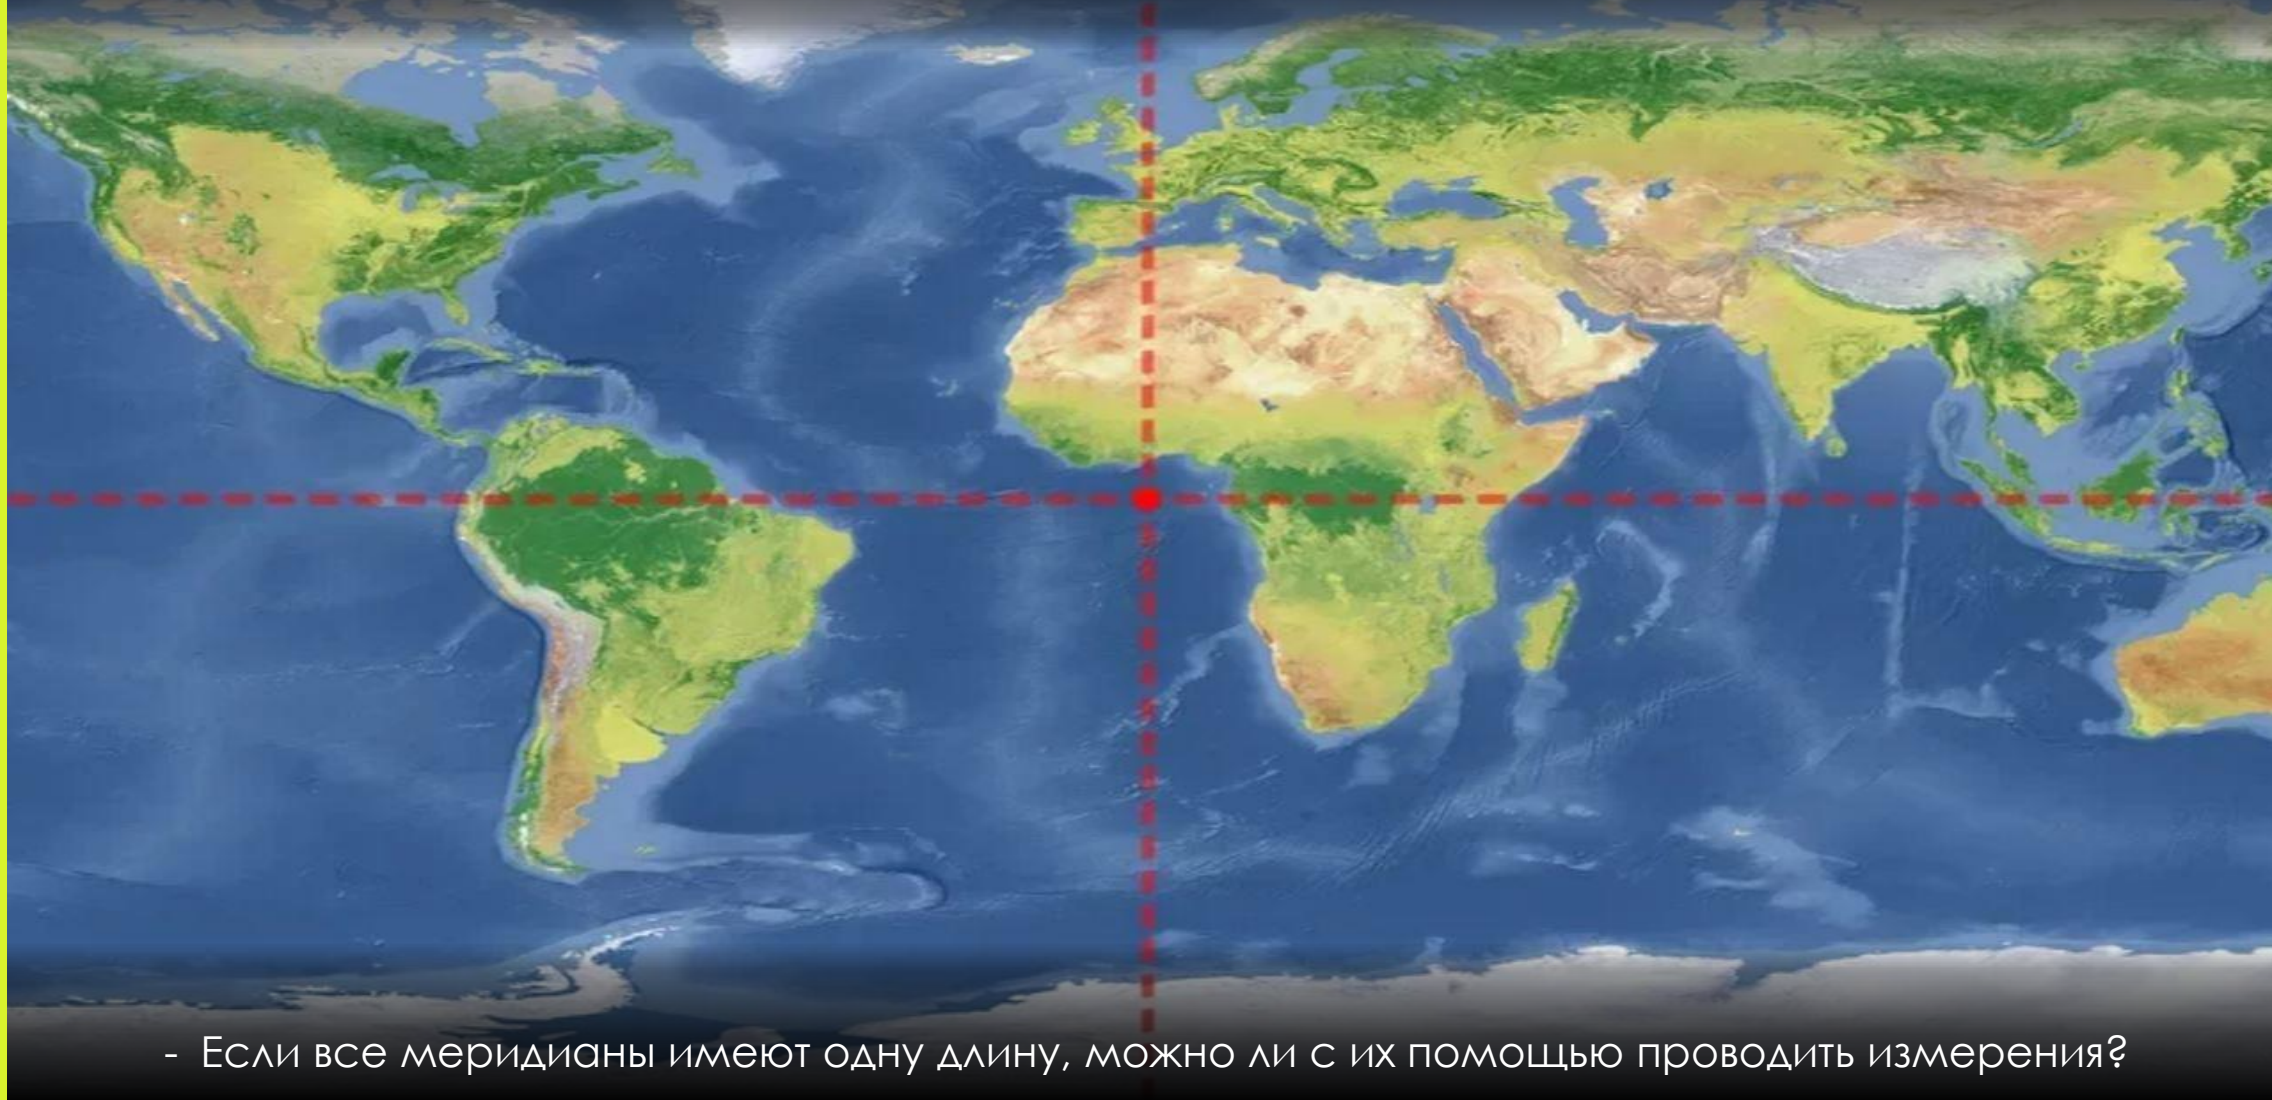 - Если все меридианы имеют одну длину, можно ли с их помощью проводить измерения?